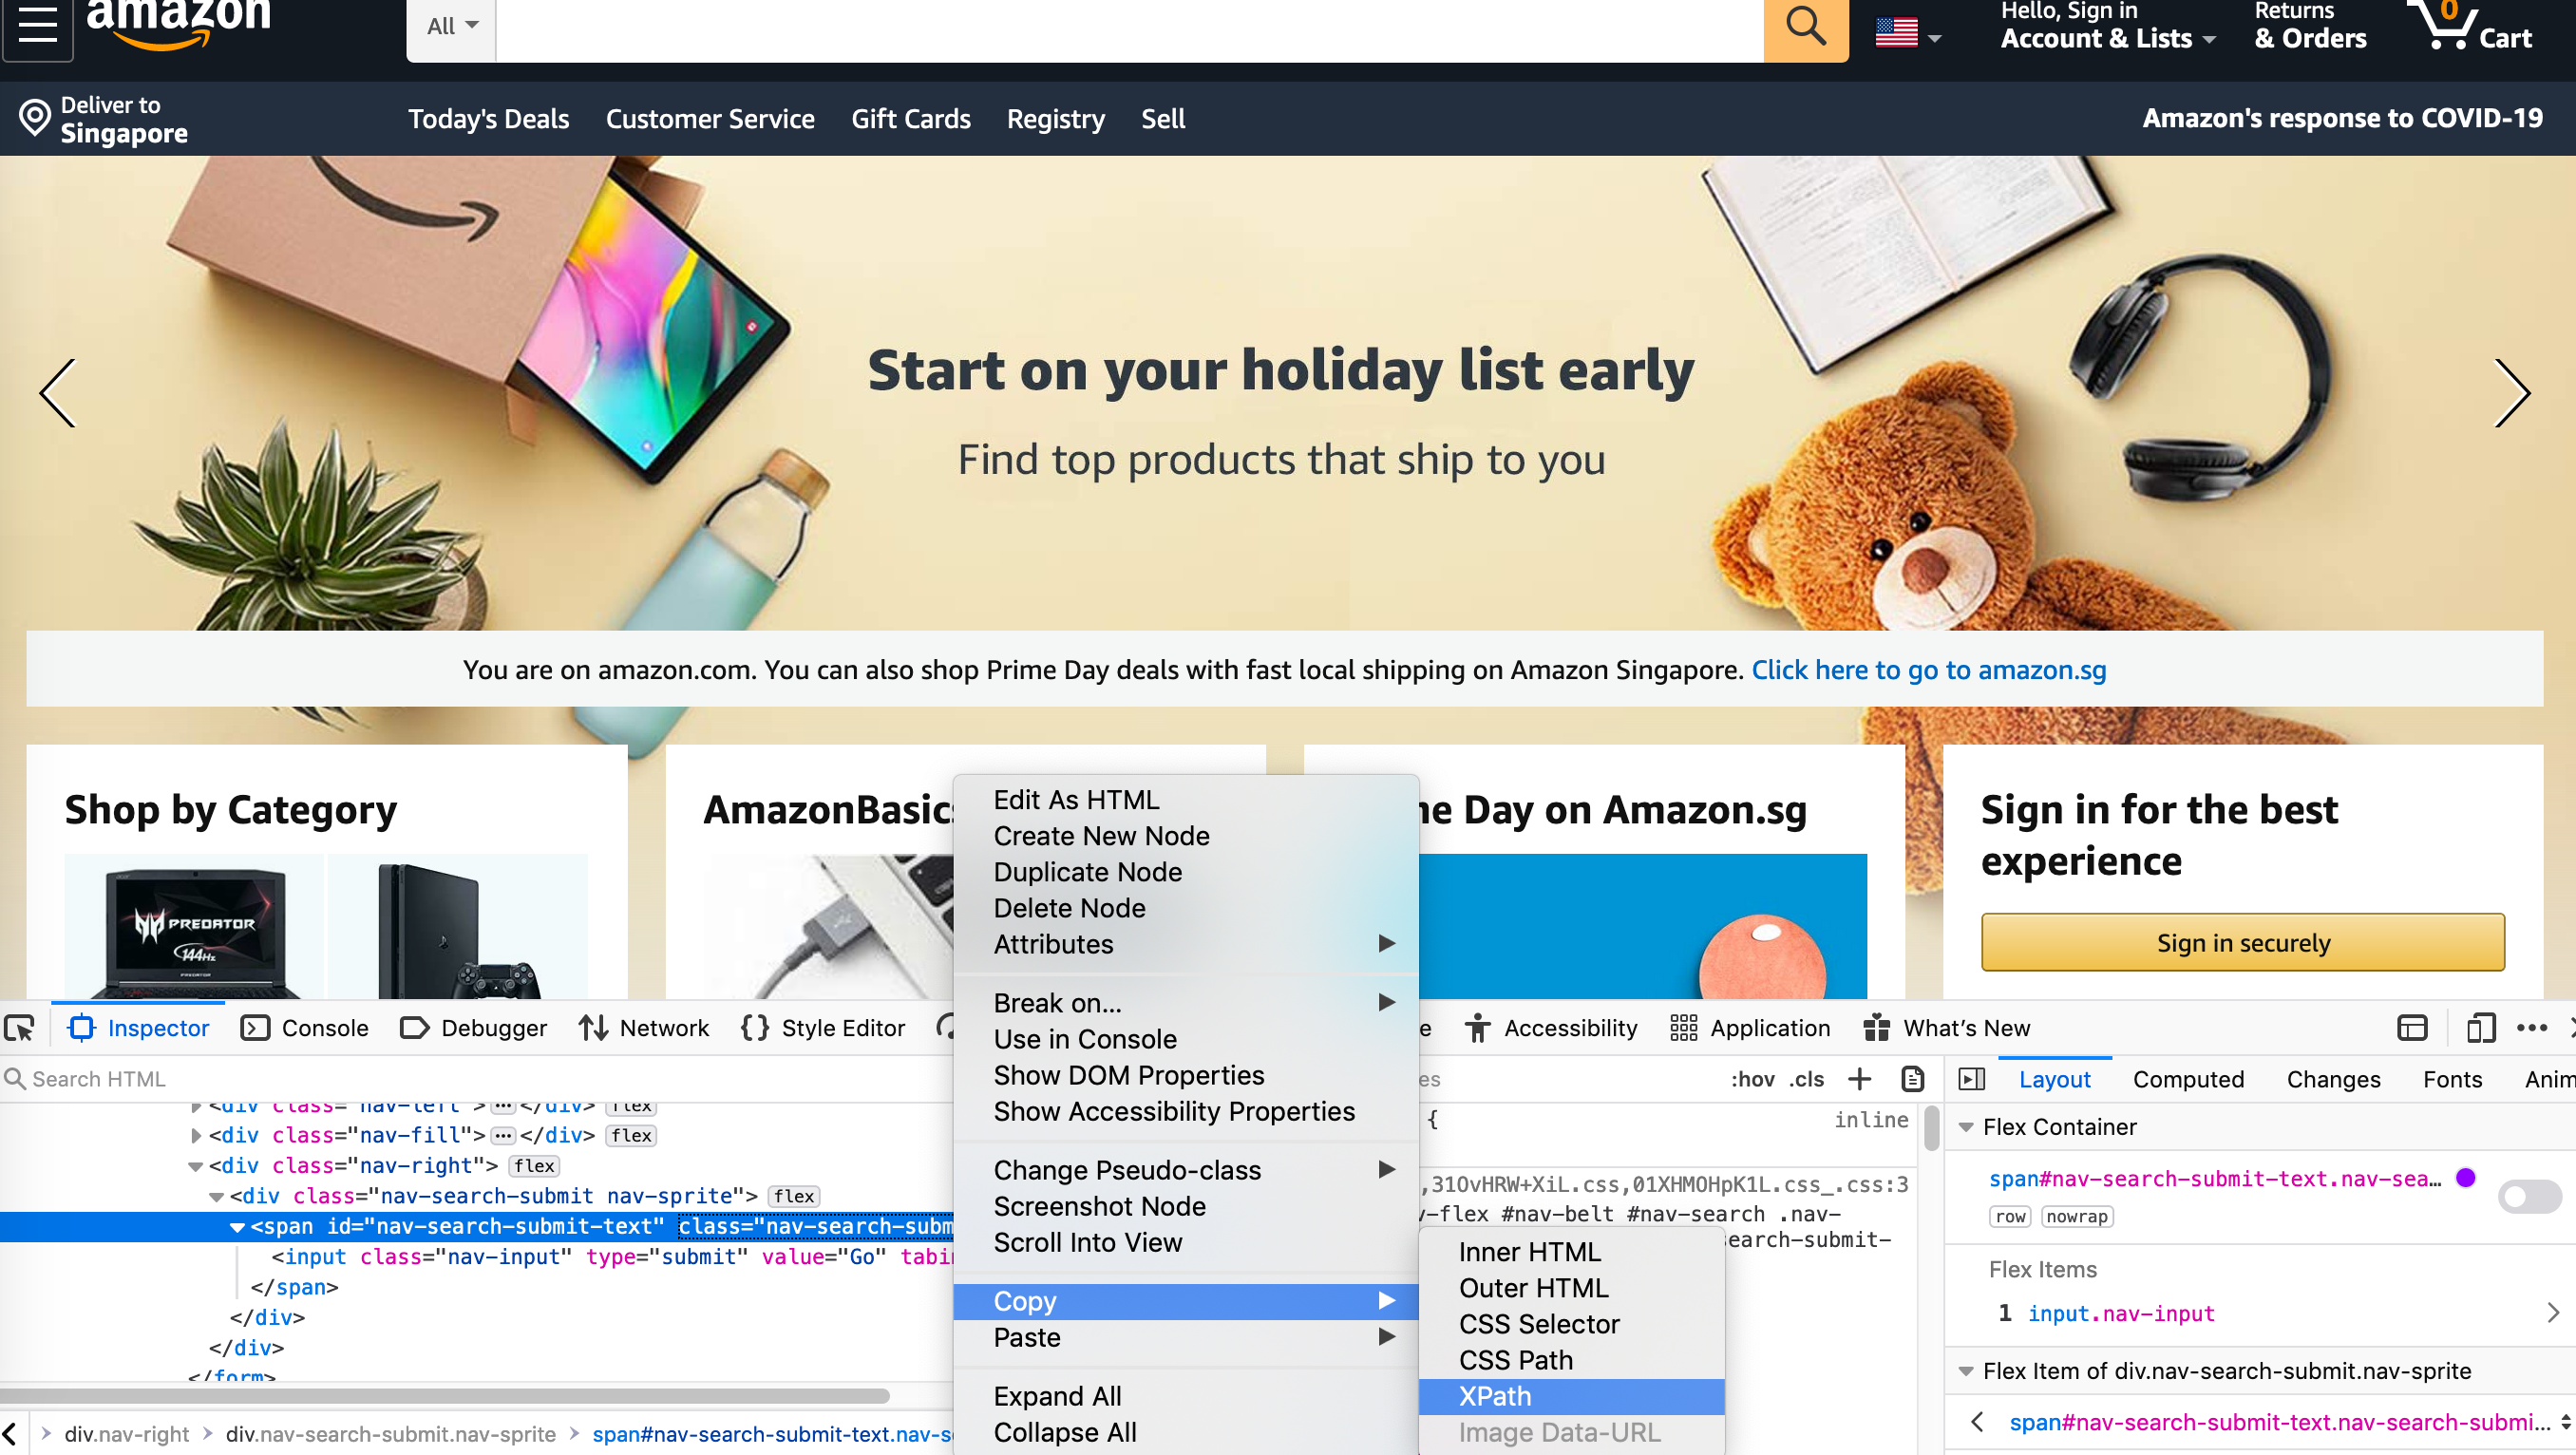 amazon
All
Hello, Sign in
Account & Lists
Returns
& Orders
0
Cart
Deliver to
Singapore
Today's Deals
Customer Service
Gift Cards
Registry
Sell
Amazon's response to COVID-19
Start on your holiday list early
Find top products that ship to you
You are on amazon.com. You can also shop Prime Day deals with fast local shipping on Amazon Singapore. Click here to go to amazon.sg
Shop by Category
PREDATOR
144Hz
PREDATOR
AmazonBasics
me Day on Amazon.sg
Sign in for the best
experience
Sign in securely
Edit As HTML
Create New Node
Duplicate Node
Delete Node
Attributes
Break on...
Use in Console
Show DOM Properties
Show Accessibility Properties
Change Pseudo-class
Screenshot Node
Scroll Into View
Copy
Paste
Expand All
Collapse All
Inner HTML
Outer HTML
CSS Selector
CSS Path
XPath
Image Data-URL
Inspector
Console
Debugger
Network
Style Editor
e
Accessibility
Application
What's New
Search HTML
<div class="nav-left"> ••• </div> flex
<div class="nav-fill"> ••• </div> flex
<div class="nav-right"> flex
<div class="nav-search-submit nav-sprite"> flex
<span id="nav-search-submit-text" class="nav-search-subm
<input class="nav-input" type="submit" value="Go" tabin
</span>
</div>
</div>
</form>
div.nav-right
div.nav-search-submit.nav-sprite
span#nav-search-submit-text.nav-s
es
:hov .cls +
{
inline
,31OvHRW+XiL.css,01XHMOHpK1L.css_.css:3
v-flex #nav-belt #nav-search .nav-
search-submit-
Layout
Computed
Changes
Fonts
Anim
Flex Container
span#nav-search-submit-text.nav-sea…
row
nowrap
Flex Items
1 input.nav-input
Flex Item of div.nav-search-submit.nav-sprite
span#nav-search-submit-text.nav-search-submi…